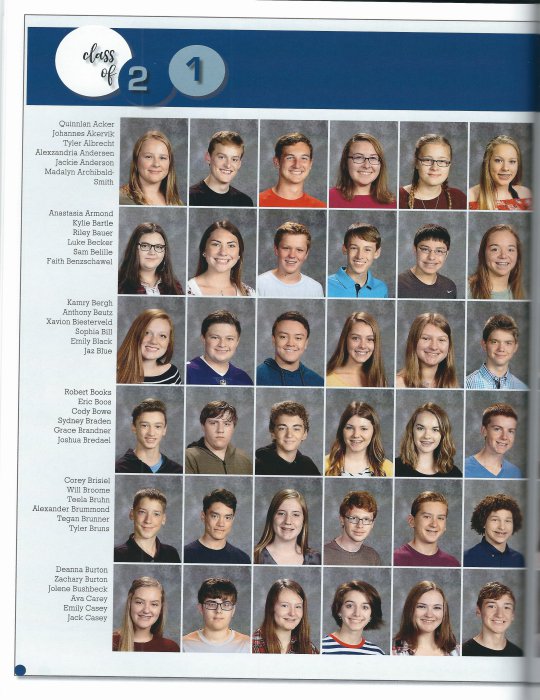 class
of 2 1
Quinnlan Acker
Johannes Akervik
Tyler Albrecht
Alexzandria Andersen
Jackie Anderson
Madalyn Archibald-
Smith
Anastasia Armond
Kylie Bartle
Riley Bauer
Luke Becker
Sam Belille
Faith Benzschawel
Kamry Bergh
Anthony Beutz
Xavion Biesterveld
Sophia Bill
Emily Black
Jaz Blue
Robert Books
Eric Boos
Cody Bowe
Sydney Braden
Grace Brandner
Joshua Bredael
Corey Brisiel
Will Broome
Teela Bruhn
Alexander Brummond
Tegan Brunner
Tyler Bruns
Deanna Burton
Zachary Burton
Jolene Bushbeck
Ava Carey
Emily Casey
Jack Casey